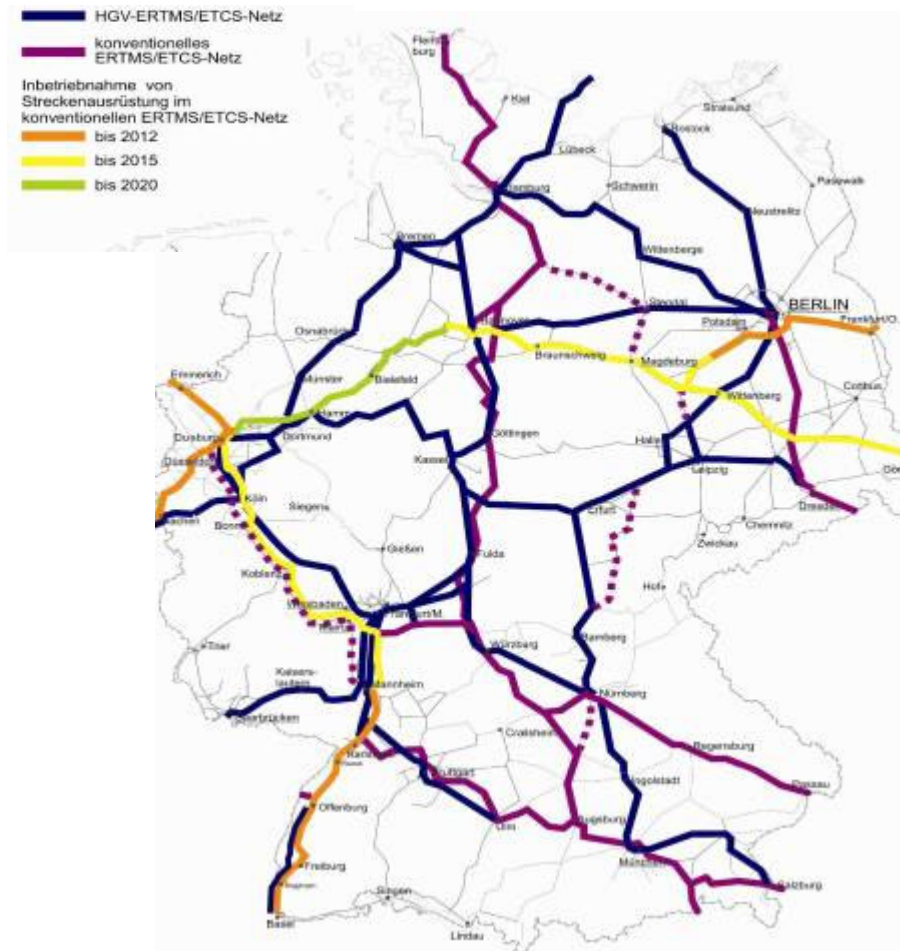 HGV-ERTMS/ETCS-Netz
konventionelles
ERTMS/ETCS-Netz
Inbetriebnahme von
Streckenausrüstung im
konventionellen ERTMS/ETCS-Netz
bis 2012
bis 2015
bis 2020
Flensburg
Kiel
Stralsund
Rostock
Lübeck
Pasewalk
Schwerin
Neustrelitz
Bremen
Wittenberge
Stendal
BERLIN
Potsdam
Frankfurt/O.
Osnabrück
Braunschweig
Magdeburg
Emmerich
Münster
Bielefeld
Cottbus
Wittenberg
Hamm
Duisburg
Dortmund
Göttingen
Halle
Düsseldorf
Kassel
Leipzig
Köln
Siegen
Erfurt
Dresden
Aachen
Bonn
Chemnitz
Gießen
Zwickau
Fulda
Koblenz
Hof
Wiesbaden
Frankfurt/M.
Mainz
Bamberg
Trier
Würzburg
Kaisers-
lautern
Mannheim
Nürnberg
Saarbrücken
Crailsheim
Regensburg
Stuttgart
Ingolstadt
Passau
Offenburg
Ulm
Augsburg
München
Freiburg
Salzburg
Singen
Basel
Lindau